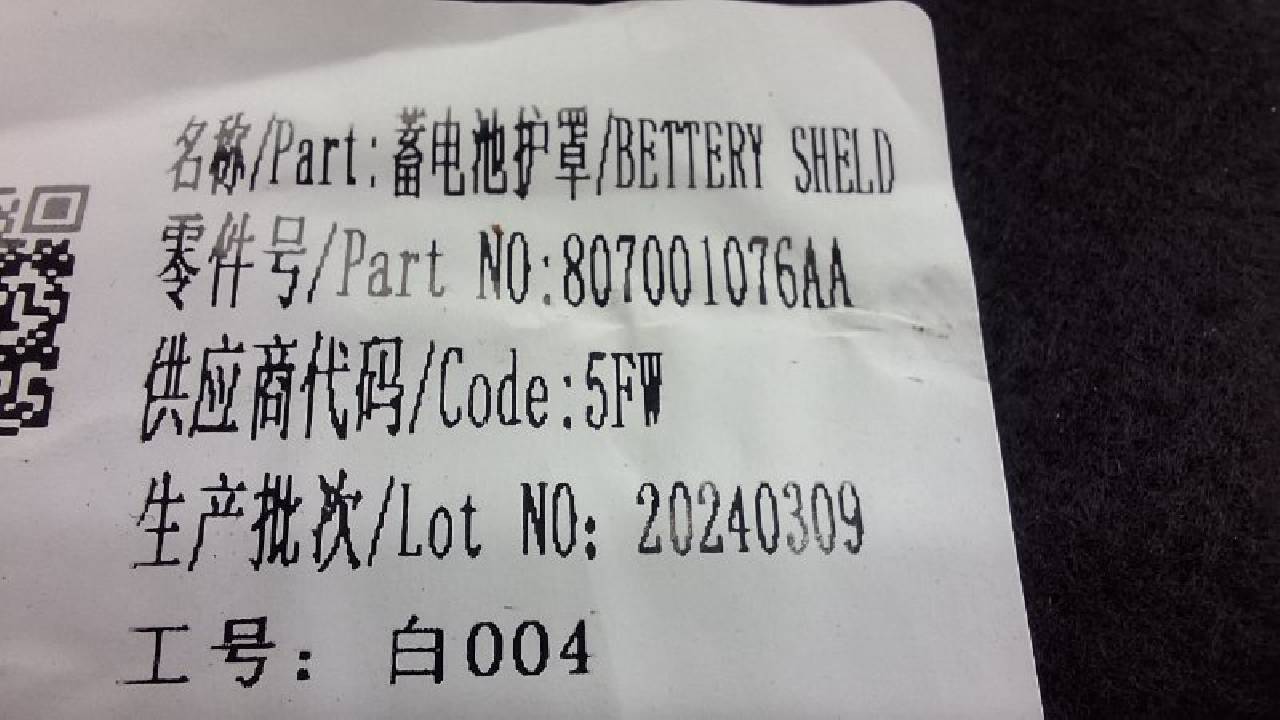 名称/Part:蓄电池护罩/BETTERY SHELD
零件号/Part NO:807001076AA
供应商代码/Code:5FW
生产批次/Lot NO: 20240309
工号: 白004